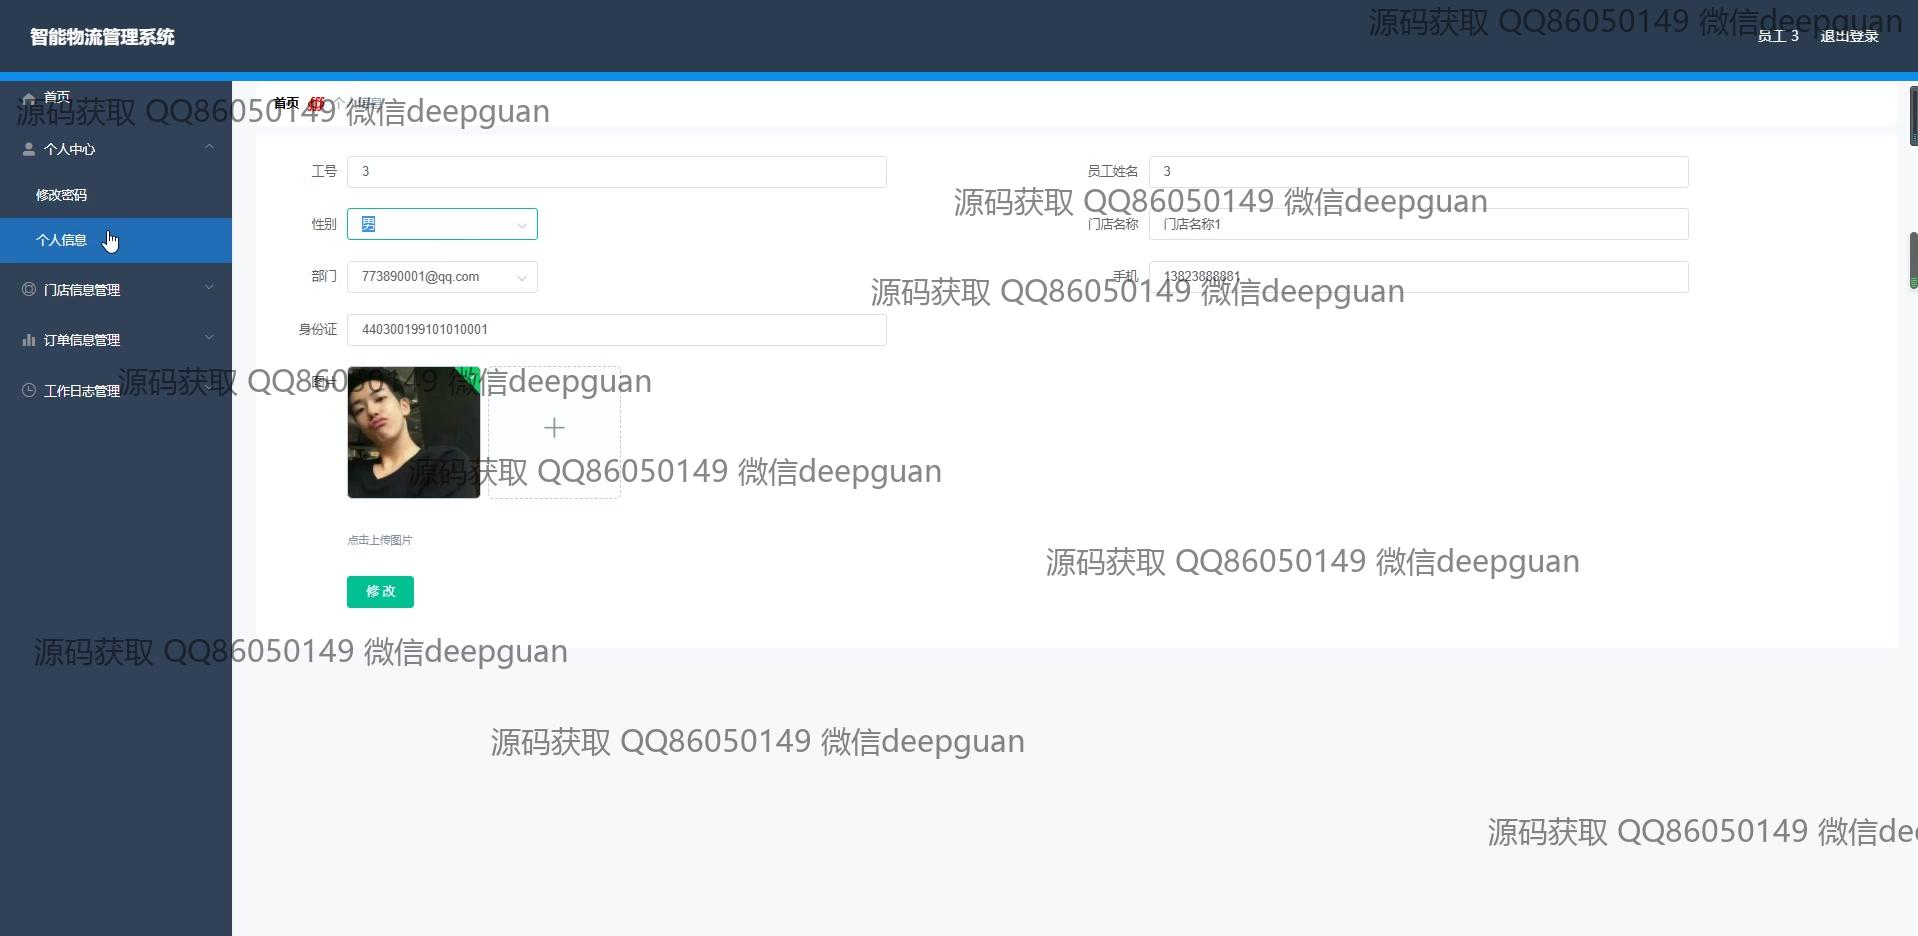 智能物流管理系统
源码获取 QQ86050149 微信deepguan
员工 3 退出登录
首页
源码获取 QQ86050149 微信deepguan
首页 个人信息
个人中心
修改密码
个人信息
门店信息管理
订单信息管理
工作日志管理
工号 3
员工姓名 3
源码获取 QQ86050149 微信deepguan
性别 男
门店名称 门店名称1
部门 773890001@qq.com
手机 13823888881
源码获取 QQ86050149 微信deepguan
身份证 440300199101010001
图片
源码获取 QQ86050149 微信deepguan
源码获取 QQ86050149 微信deepguan
点击上传图片
源码获取 QQ86050149 微信deepguan
修改
源码获取 QQ86050149 微信deepguan
源码获取 QQ86050149 微信deepguan
源码获取 QQ86050149 微信dee